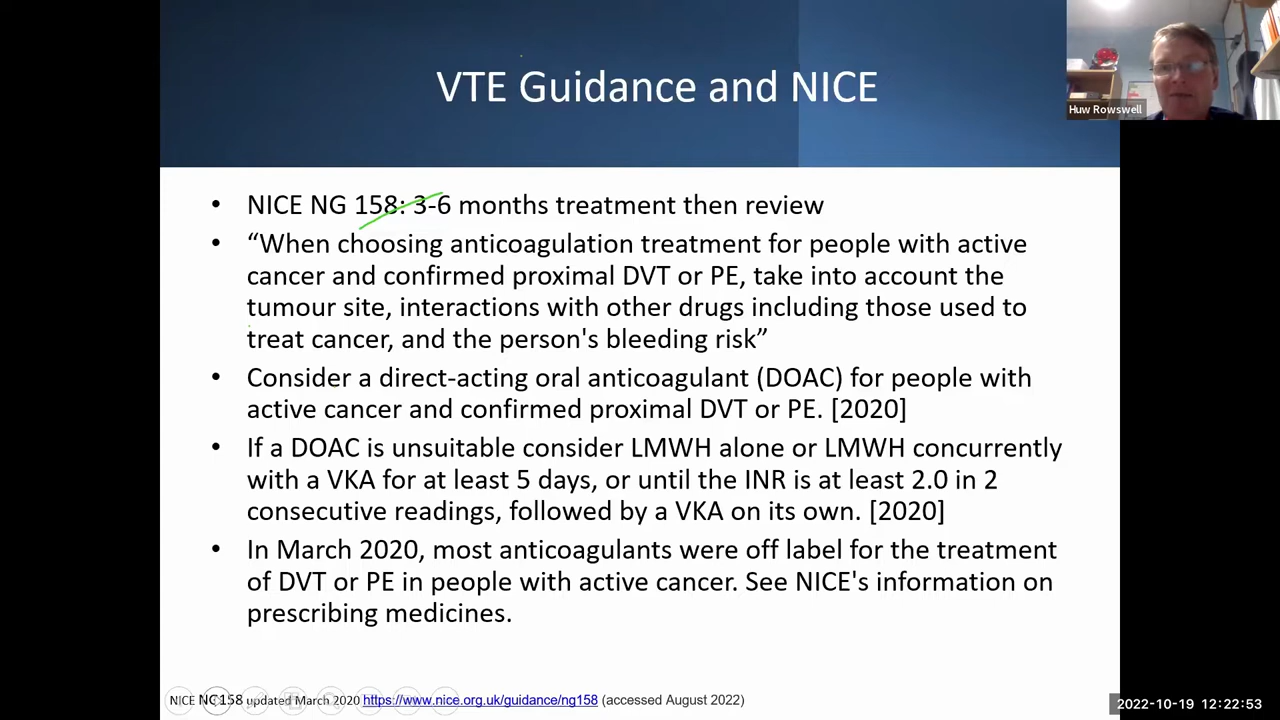 VTE Guidance and NICE
Huw Rowswell
• NICE NG 158: 3-6 months treatment then review
• “When choosing anticoagulation treatment for people with active
cancer and confirmed proximal DVT or PE, take into account the
tumour site, interactions with other drugs including those used to
treat cancer, and the person's bleeding risk”
• Consider a direct-acting oral anticoagulant (DOAC) for people with
active cancer and confirmed proximal DVT or PE. [2020]
• If a DOAC is unsuitable consider LMWH alone or LMWH concurrently
with a VKA for at least 5 days, or until the INR is at least 2.0 in 2
consecutive readings, followed by a VKA on its own. [2020]
• In March 2020, most anticoagulants were off label for the treatment
of DVT or PE in people with active cancer. See NICE's information on
prescribing medicines.
NICE NG158 updated March 2020 https://www.nice.org.uk/guidance/ng158 (accessed August 2022)
2022-10-19 12:22:53